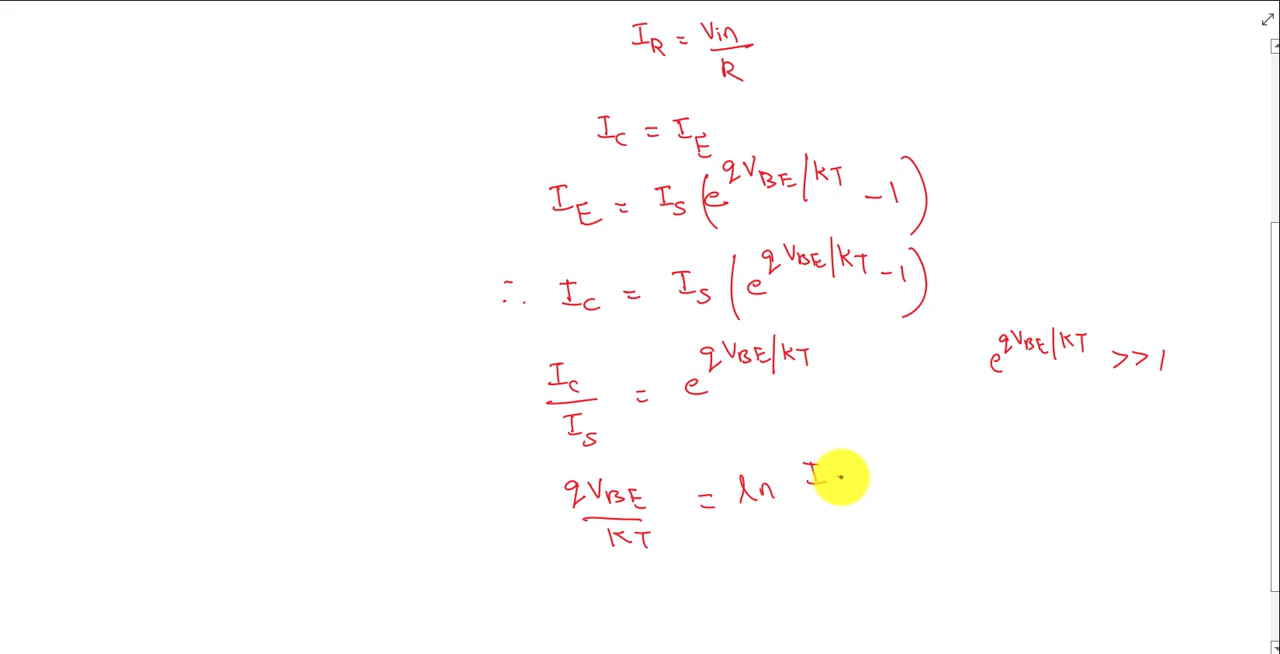 I_R = Vin/R
I_C = I_E
I_E = I_S (e^{qV_BE/KT} - 1)
∴ I_C = I_S (e^{qV_BE/KT} - 1)
I_C/I_S = e^{qV_BE/KT} e^{qV_BE/KT} >> 1
qV_BE/KT = ln I